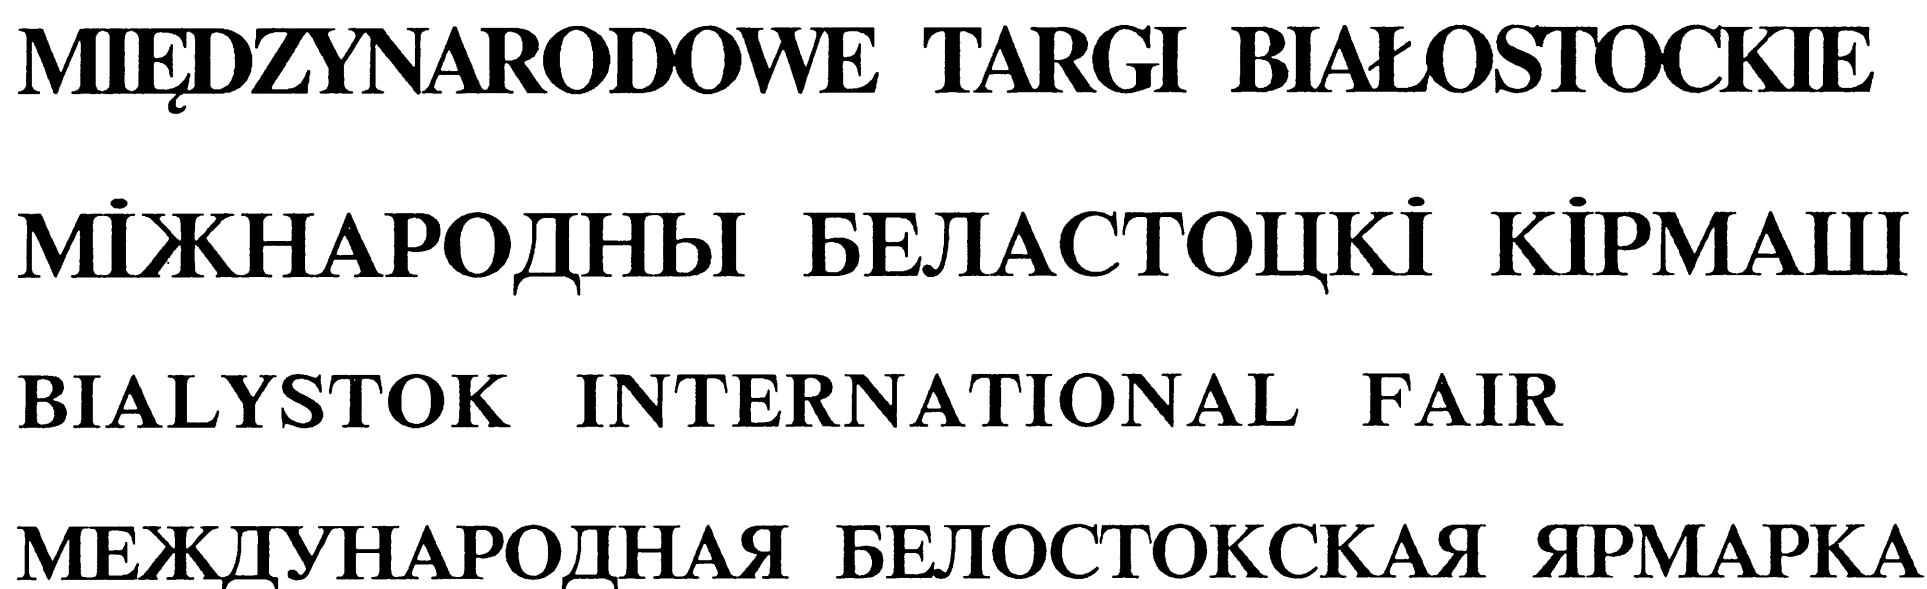 MIĘDZYNARODOWE TARGI BIAŁOSTOCKIE
МІЖНАРОДНЫ БЕЛАСТОЦКІ КІРМАШ
BIALYSTOK INTERNATIONAL FAIR
МЕЖДУНАРОДНАЯ БЕЛОСТОКСКАЯ ЯРМАРКА